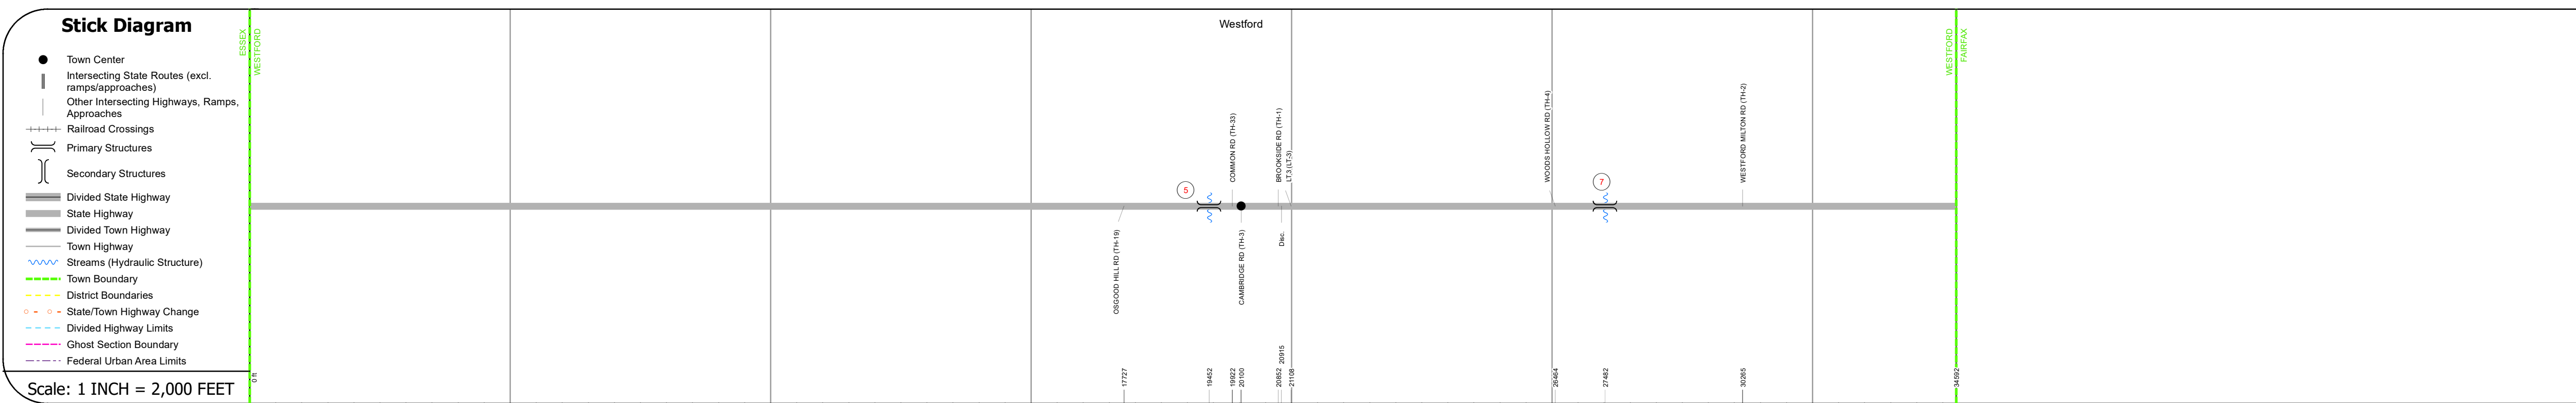 Stick Diagram
Town Center
Intersecting State Routes (excl.
ramps/approaches)
Other Intersecting Highways, Ramps,
Approaches
Railroad Crossings
Primary Structures
Secondary Structures
Divided State Highway
State Highway
Divided Town Highway
Town Highway
Streams (Hydraulic Structure)
Town Boundary
District Boundaries
State/Town Highway Change
Divided Highway Limits
Ghost Section Boundary
Federal Urban Area Limits
Scale: 1 INCH = 2,000 FEET
ESSEX
WESTFORD
Westford
WESTFORD
FAIRFAX
OSGOOD HILL RD (TH-19)
5
COMMON RD (TH-33)
CAMBRIDGE RD (TH-3)
BROOKSIDE RD (TH-1)
Disc.
LT.3 (LT-3)
WOODS HOLLOW RD (TH-4)
7
WESTFORD MILTON RD (TH-2)
0 ft
17727
19452
19922
20100
20852
20915
21108
26464
27482
30265
34592